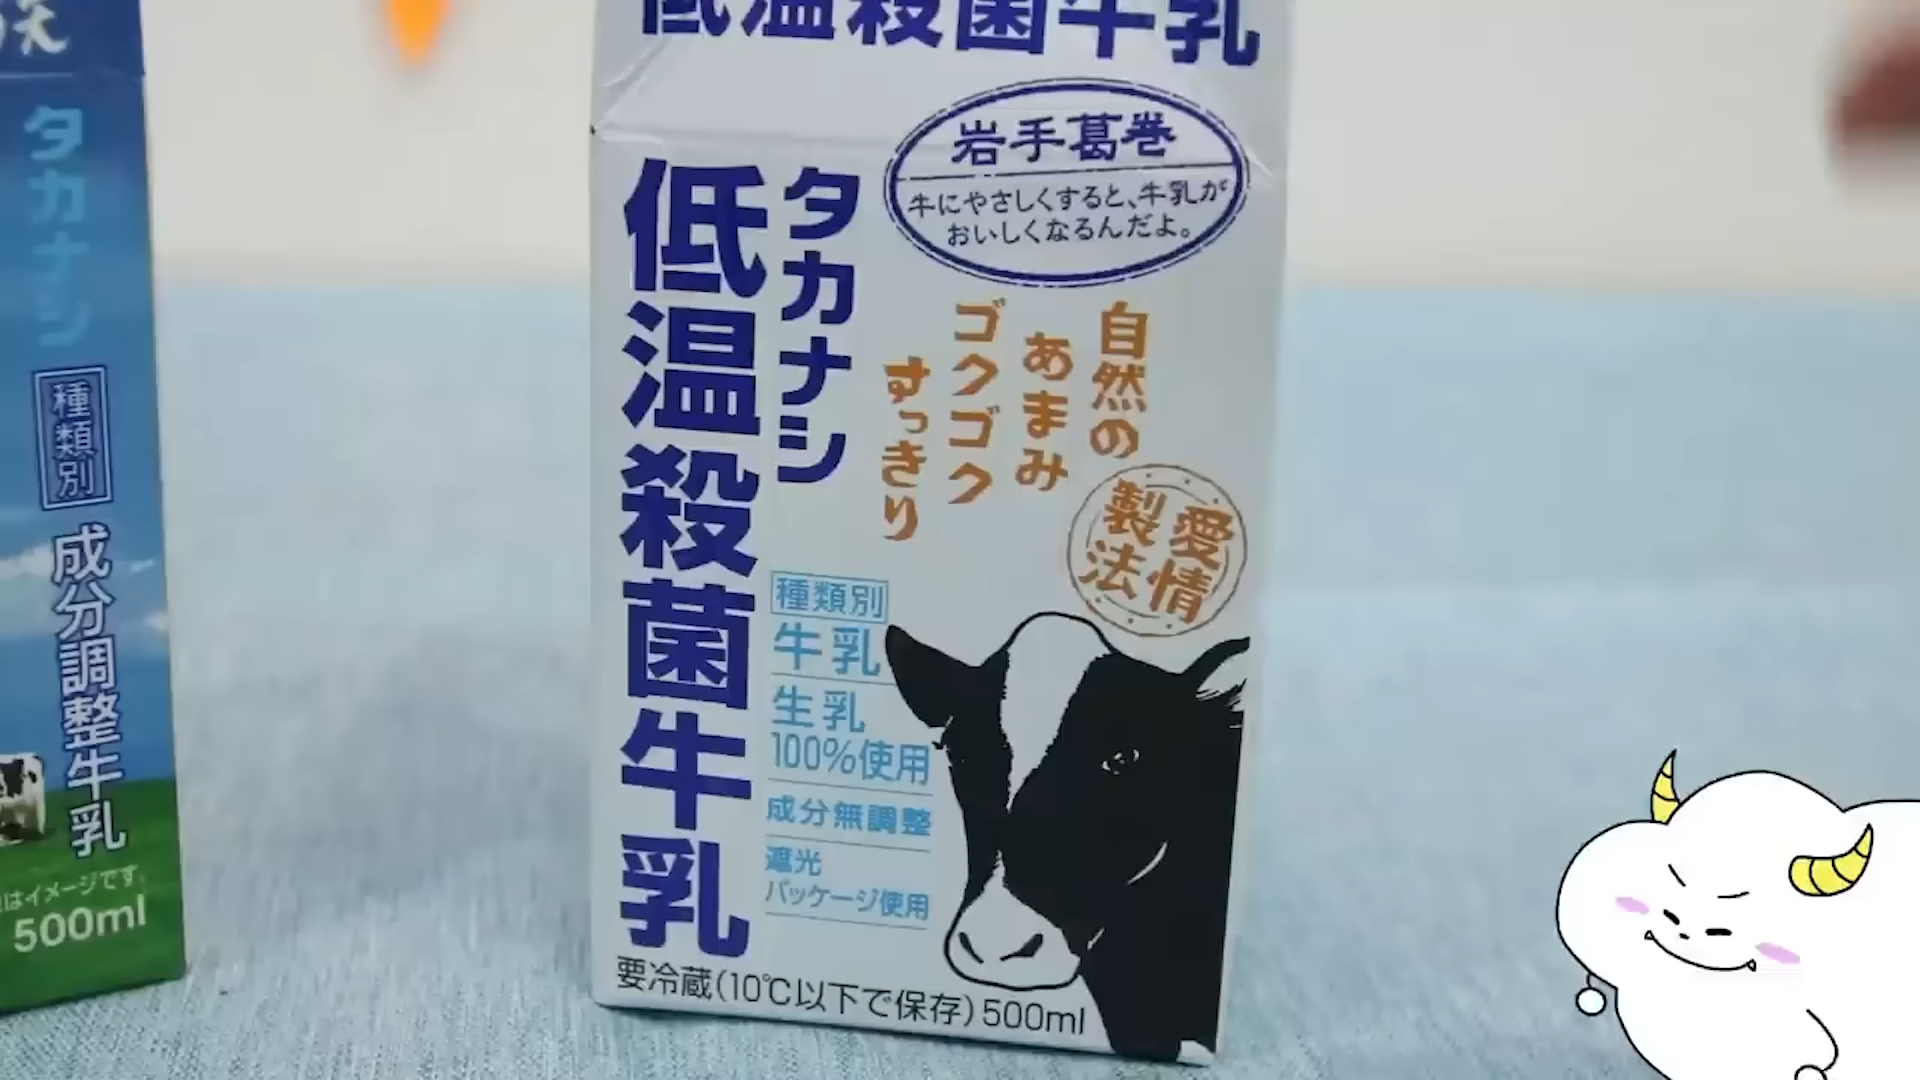 タカナシ
種類別
成分調整牛乳
はイメージです。
500ml
低温殺菌牛乳
岩手葛巻
牛にやさしくすると、牛乳が
おいしくなるんだよ。
タカナシ
低温殺菌牛乳
自然の
あまみ
ゴクゴク
すっきり
愛情
製法
種類別
牛乳
生乳
100%使用
成分無調整
遮光
パッケージ使用
要冷蔵(10℃以下で保存)500ml